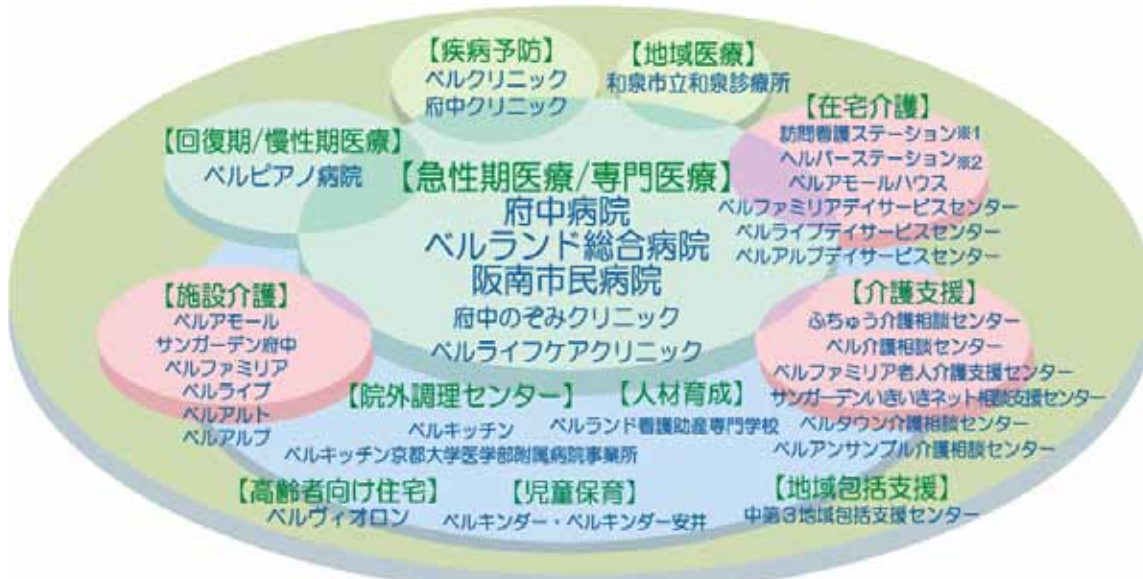 【疾病予防】
ベルクリニック
府中クリニック
【地域医療】
和泉市立和泉診療所
【在宅介護】
訪問看護ステーション※1
ヘルパーステーション※2
ベルアモールハウス
ベルファミリアデイサービスセンター
ベルライブデイサービスセンター
ベルアルプデイサービスセンター
【回復期/慢性期医療】
ベルピアノ病院
【急性期医療/専門医療】
府中病院
ベルランド総合病院
阪南市民病院
府中のぞみクリニック
ベルライフケアクリニック
【施設介護】
ベルアモール
サンガーデン府中
ベルファミリア
ベルライブ
ベルアルト
ベルアルプ
【介護支援】
ふちゅう介護相談センター
ベル介護相談センター
ベルファミリア老人介護支援センター
サンガーデンいきいきネット相談支援センター
ベルタウン介護相談センター
ベルアンサンブル介護相談センター
【院外調理センター】
ベルキッチン
ベルキッチン京都大学医学部附属病院事業所
【人材育成】
ベルランド看護助産専門学校
【高齢者向け住宅】
ベルヴィオロン
【児童保育】
ベルキンダー・ベルキンダー安井
【地域包括支援】
中第3地域包括支援センター